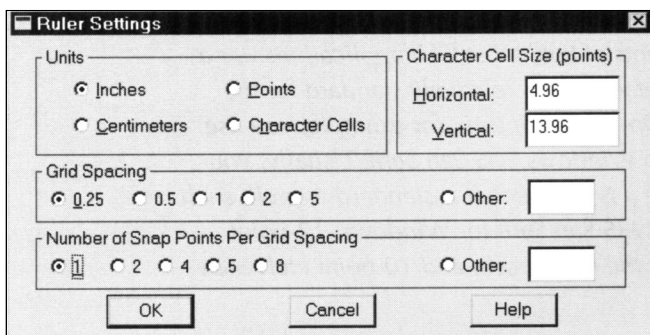 Ruler Settings
Units
Inches
Points
Centimeters
Character Cells
Character Cell Size (points)
Horizontal: 4.96
Vertical: 13.96
Grid Spacing
0.25 0.5 1 2 5 Other:
Number of Snap Points Per Grid Spacing
1 2 4 5 8 Other:
OK Cancel Help